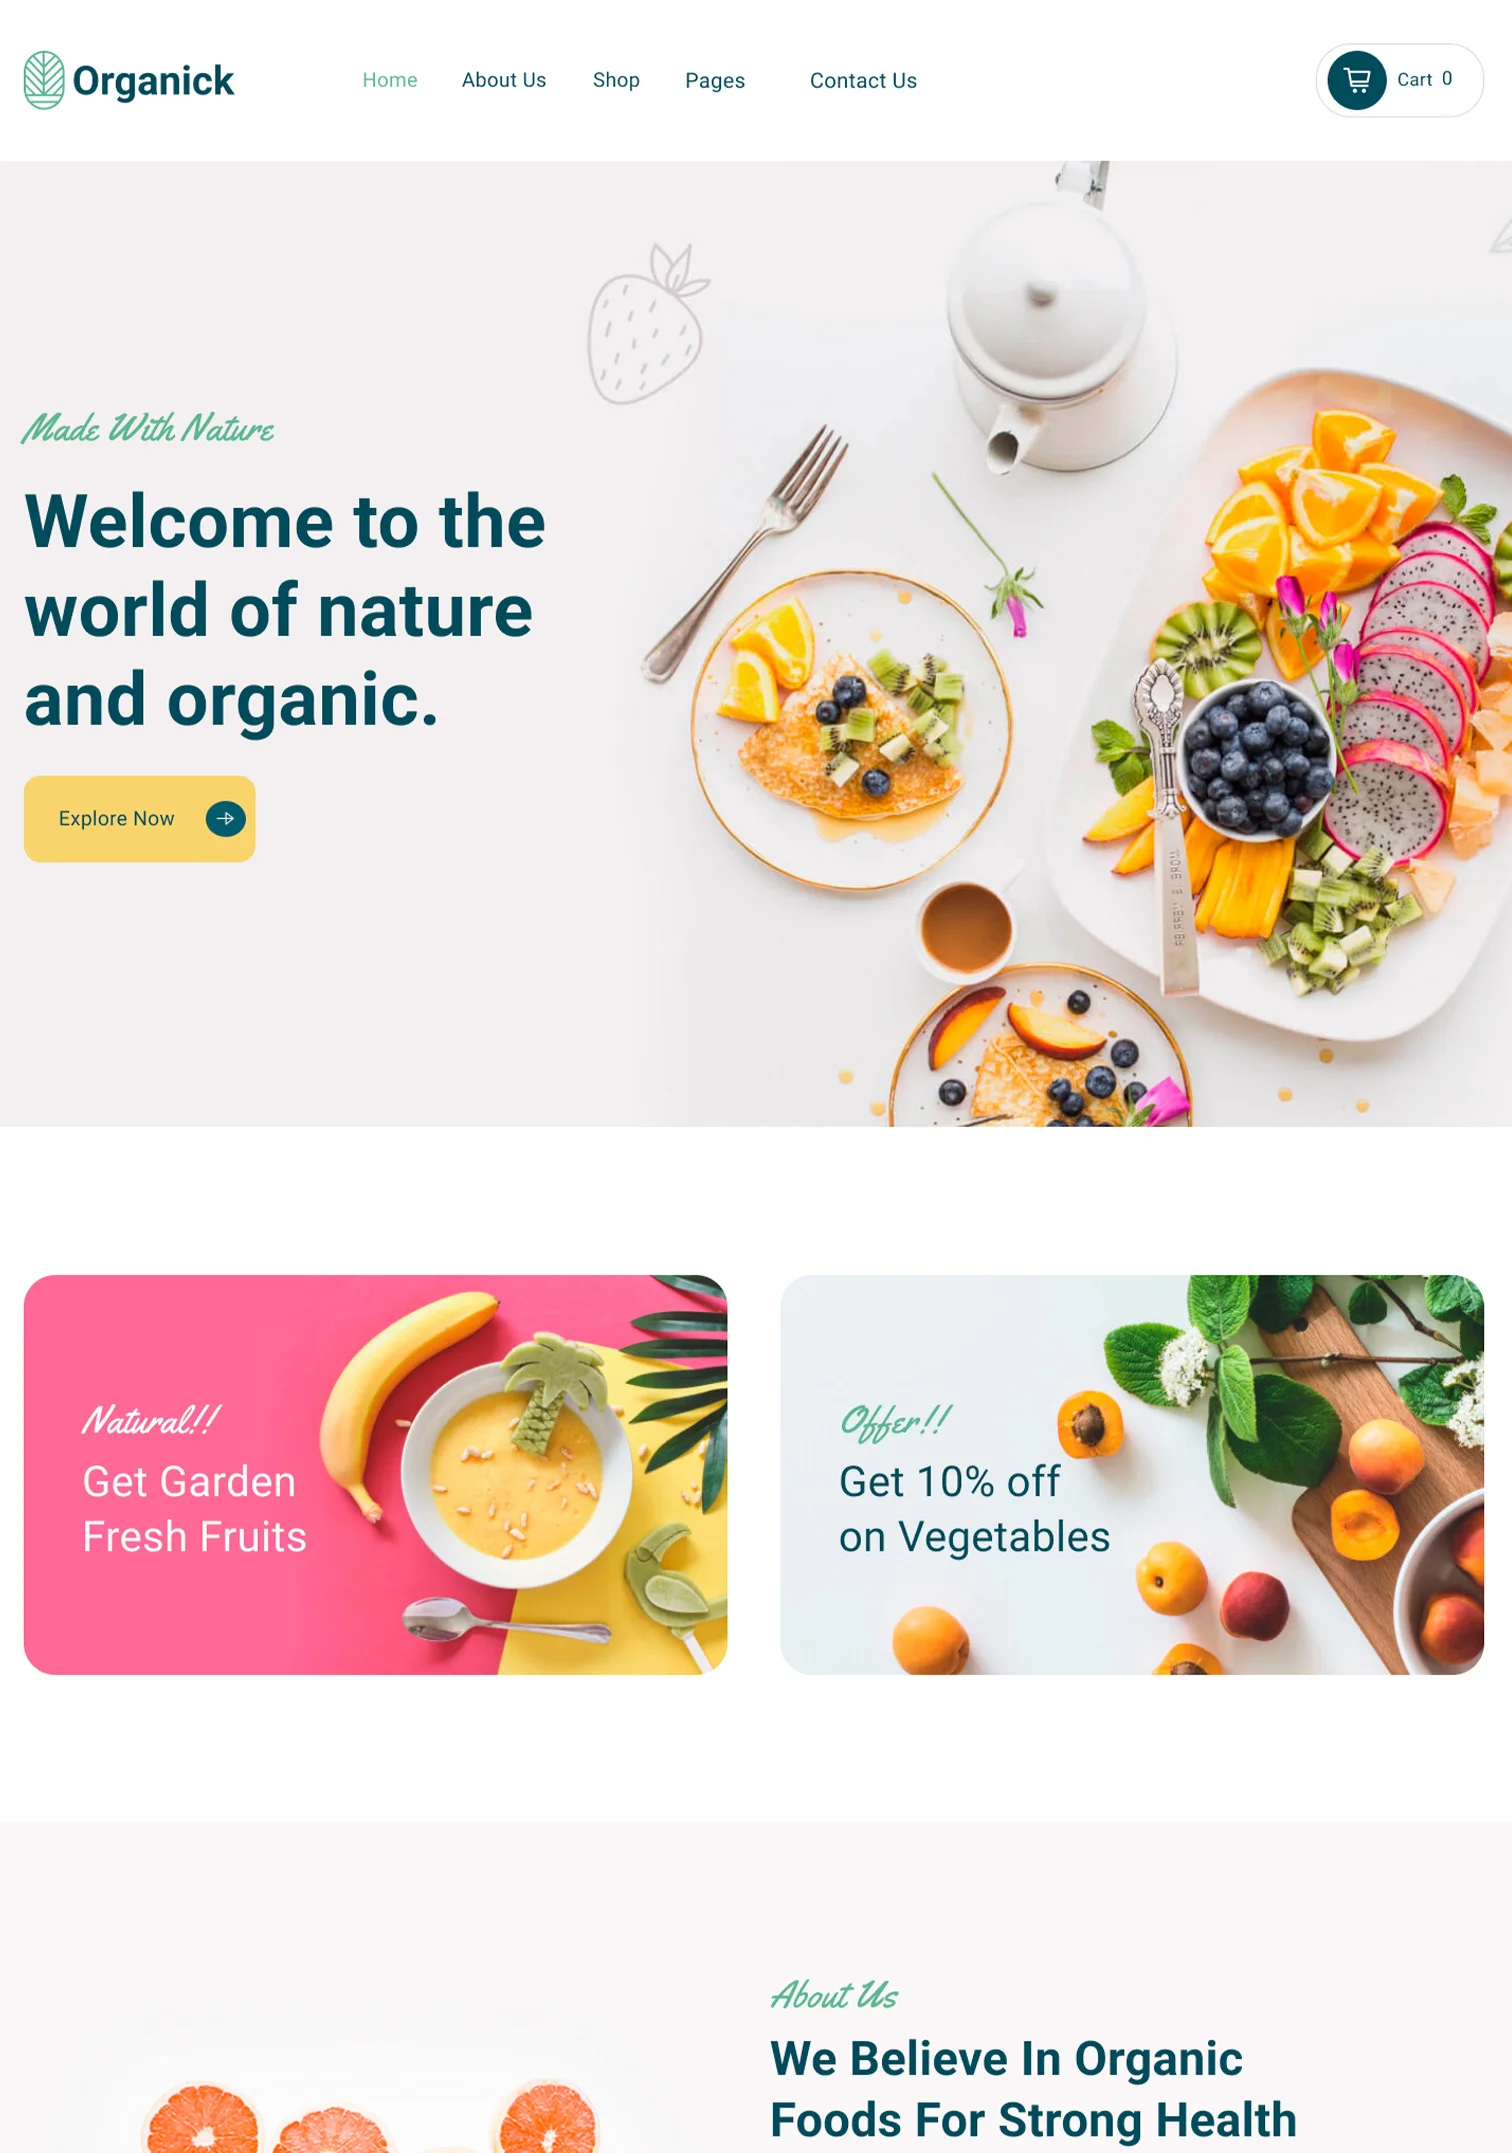 Organick
Home
About Us
Shop
Pages
Contact Us
Cart 0
Made With Nature
Welcome to the
world of nature
and organic.
Explore Now
Natural!!
Get Garden
Fresh Fruits
Offer!!
Get 10% off
on Vegetables
About Us
We Believe In Organic
Foods For Strong Health